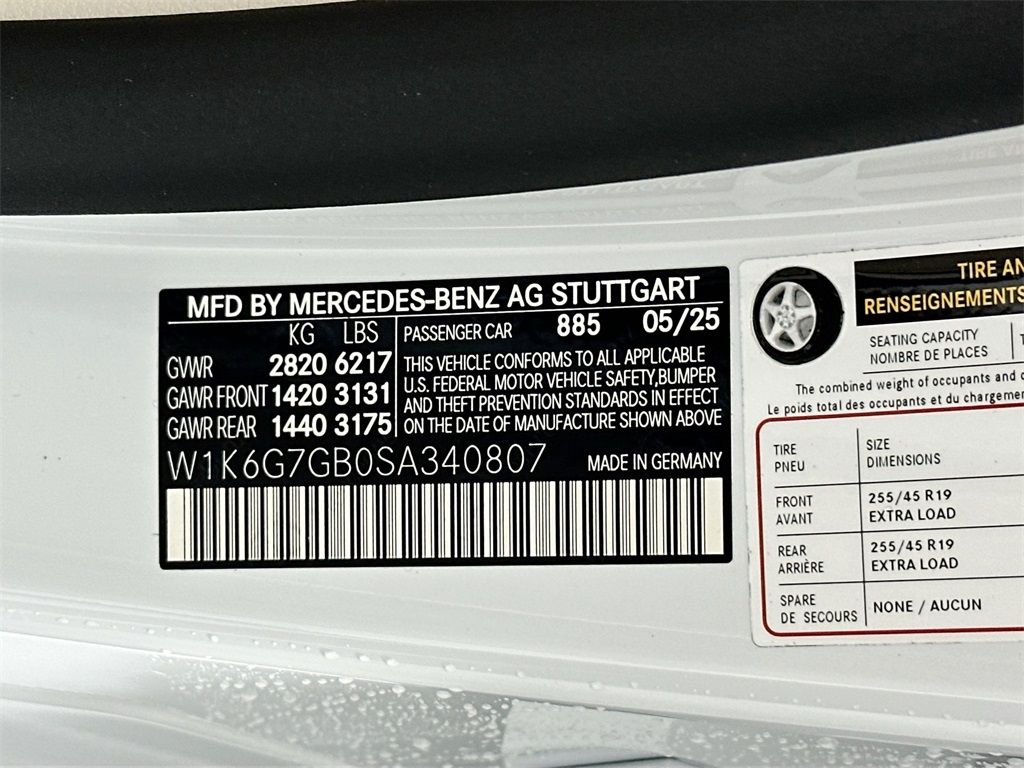 MFD BY MERCEDES-BENZ AG STUTTGART
KG LBS
GVWR 2820 6217
GAWR FRONT 1420 3131
GAWR REAR 1440 3175
PASSENGER CAR 885 05/25
THIS VEHICLE CONFORMS TO ALL APPLICABLE
U.S. FEDERAL MOTOR VEHICLE SAFETY,BUMPER
AND THEFT PREVENTION STANDARDS IN EFFECT
ON THE DATE OF MANUFACTURE SHOWN ABOVE
W1K6G7GB0SA340807 MADE IN GERMANY
TIRE
RENSEIGNEMENTS
SEATING CAPACITY
NOMBRE DE PLACES
The combined weight of occupants and
Le poids total des occupants et du
TIRE
PNEU
SIZE
DIMENSIONS
FRONT
AVANT
255/45 R19
EXTRA LOAD
REAR
ARRIÈRE
255/45 R19
EXTRA LOAD
SPARE
DE SECOURS
NONE / AUCUN